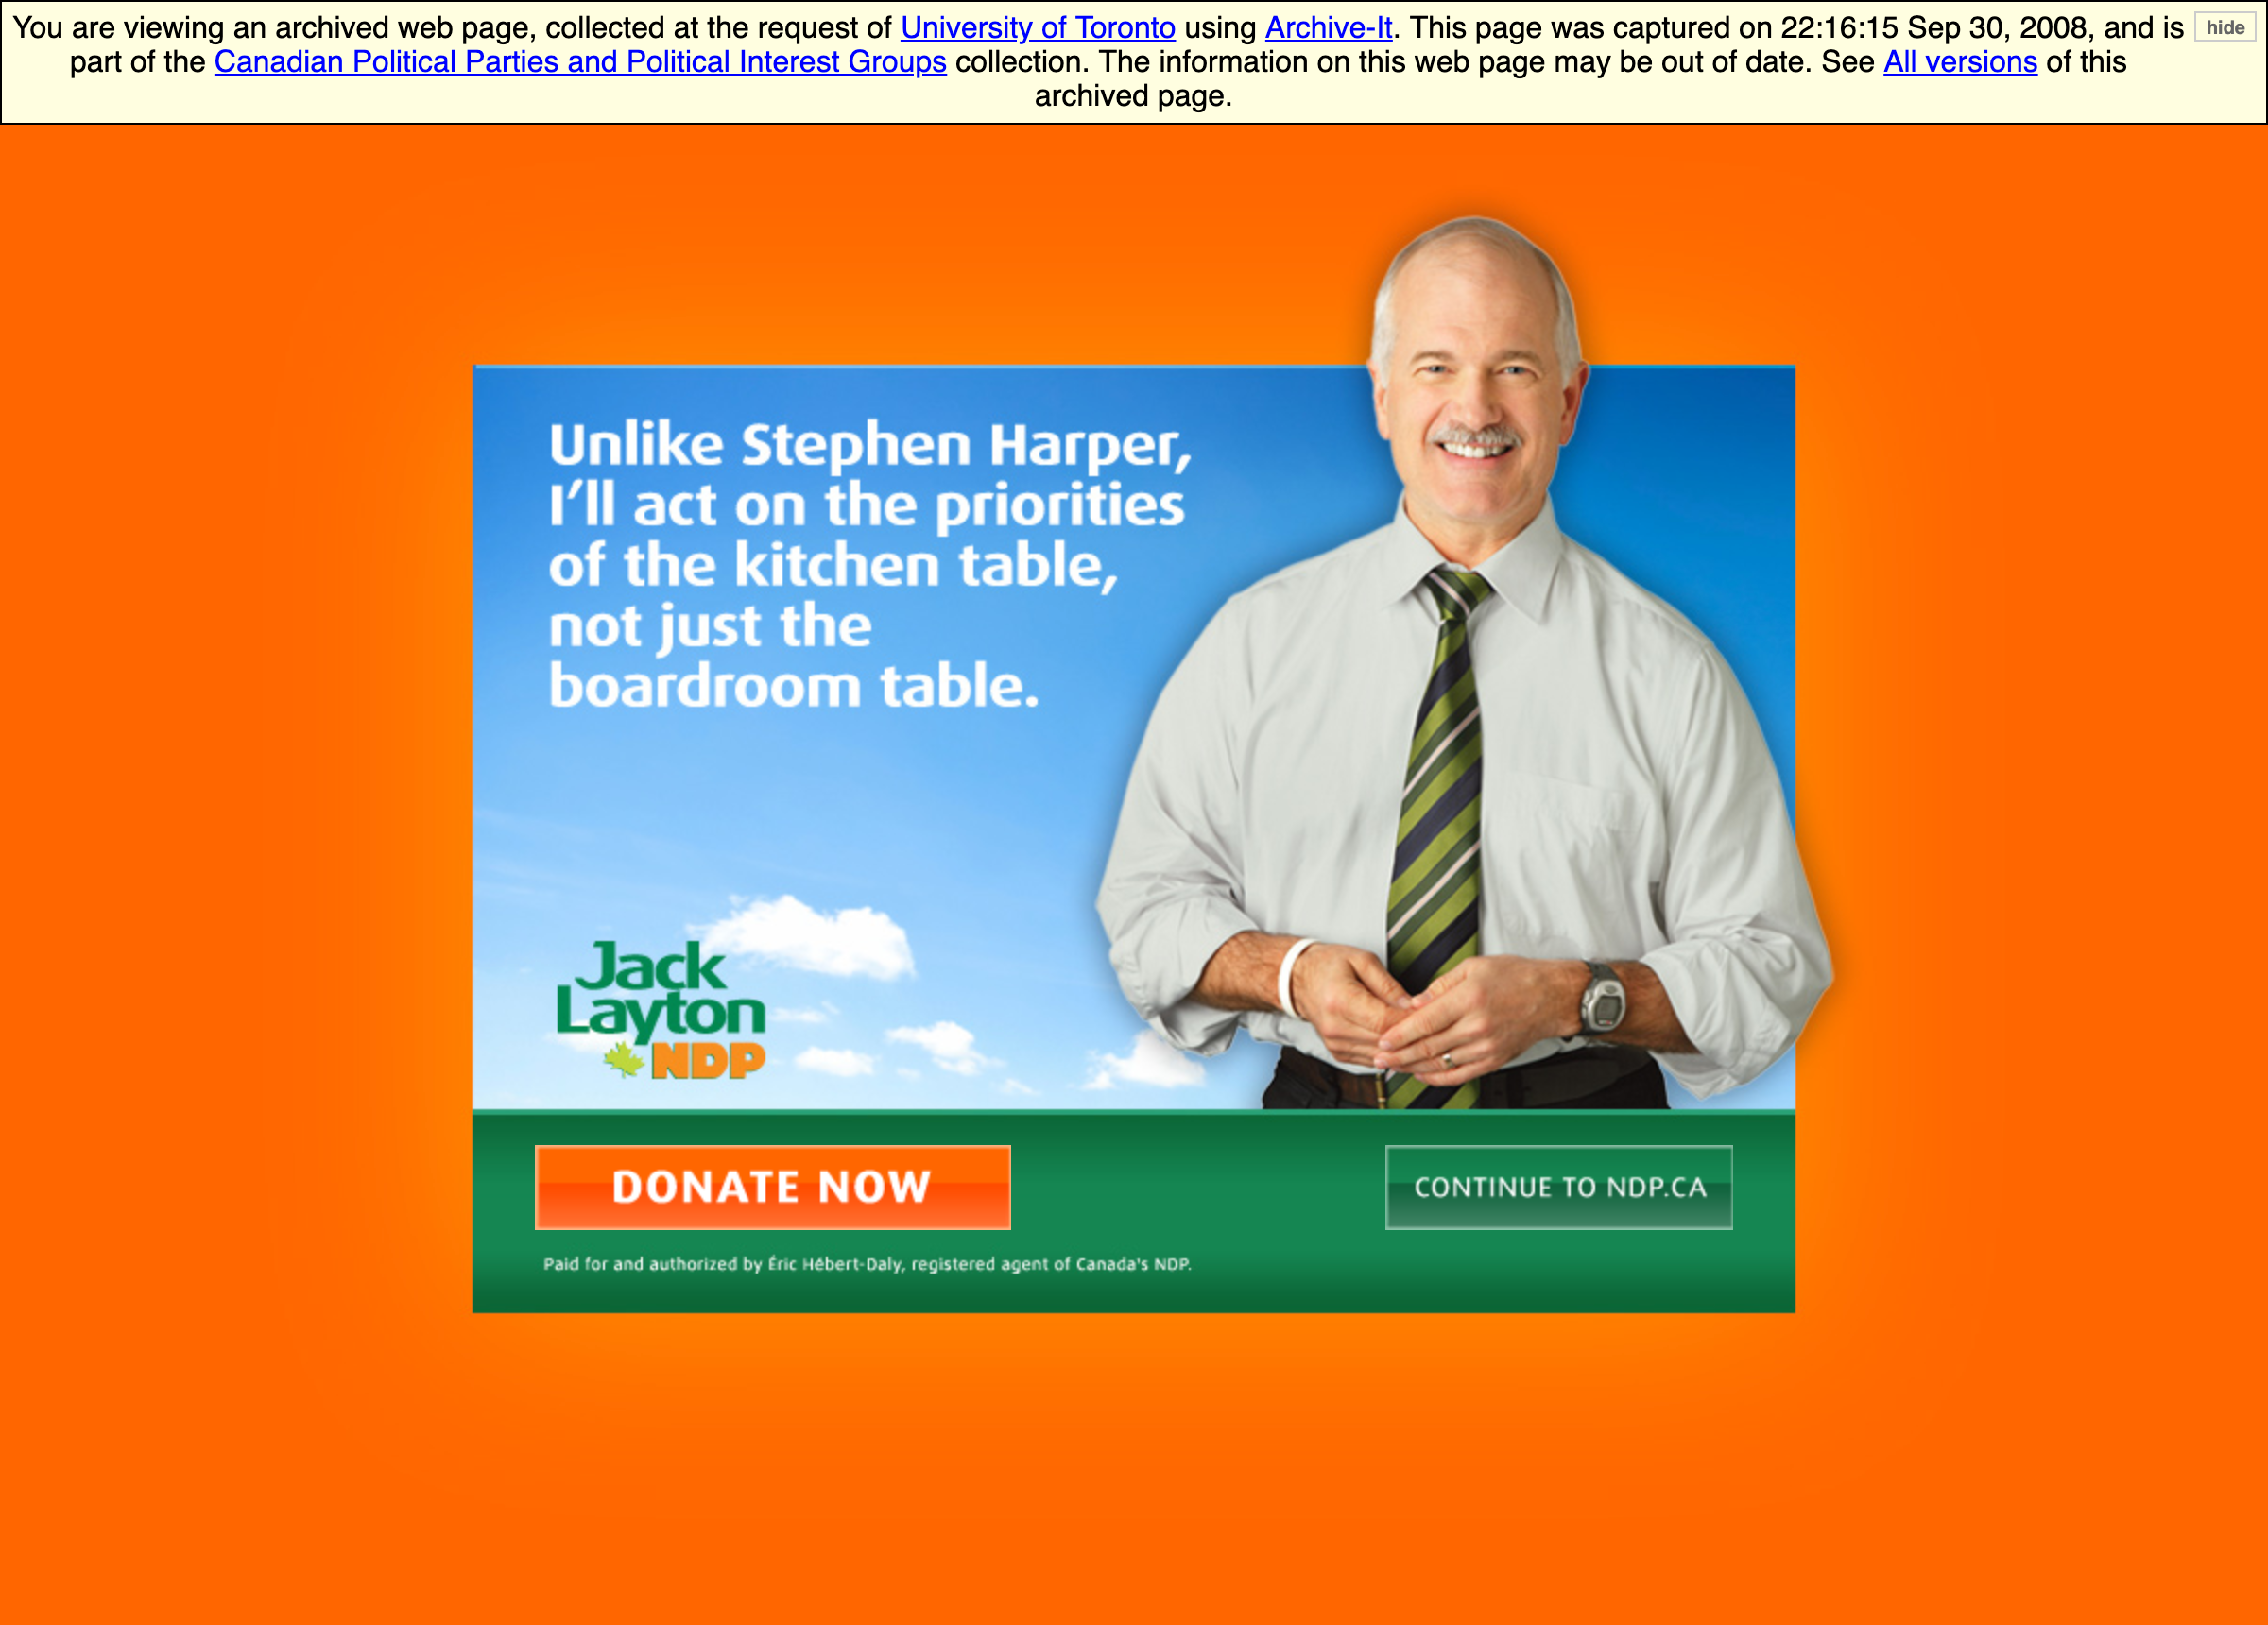 You are viewing an archived web page, collected at the request of University of Toronto using Archive-It. This page was captured on 22:16:15 Sep 30, 2008, and is hide
part of the Canadian Political Parties and Political Interest Groups collection. The information on this web page may be out of date. See All versions of this
archived page.
Unlike Stephen Harper,
I'll act on the priorities
of the kitchen table,
not just the
boardroom table.
Jack
Layton
NDP
DONATE NOW
CONTINUE TO NDP.CA
Paid for and authorized by Éric Hébert-Daly, registered agent of Canada's NDP.